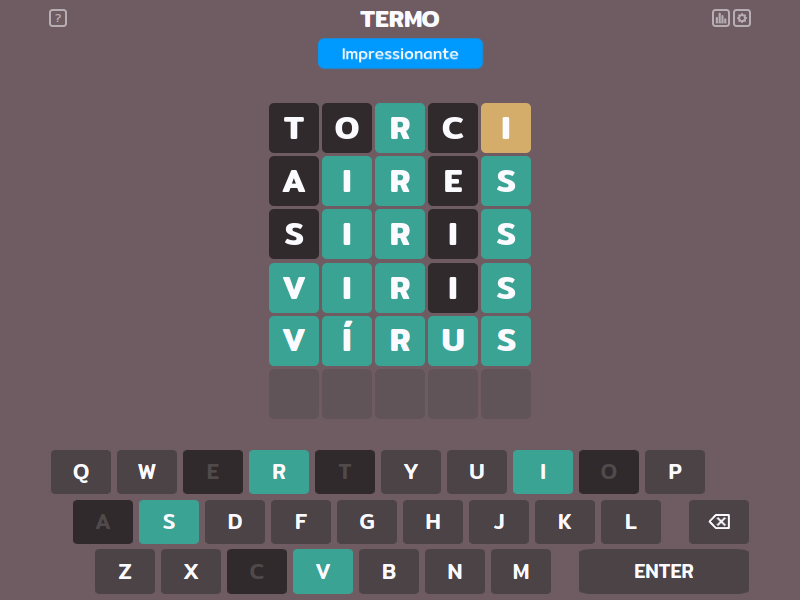 ?
TERMO
Impressionante
T O R C I
A I R E S
S I R I S
V I R I S
V Í R U S
Q W E R T Y U I O P
A S D F G H J K L
Z X C V B N M ENTER